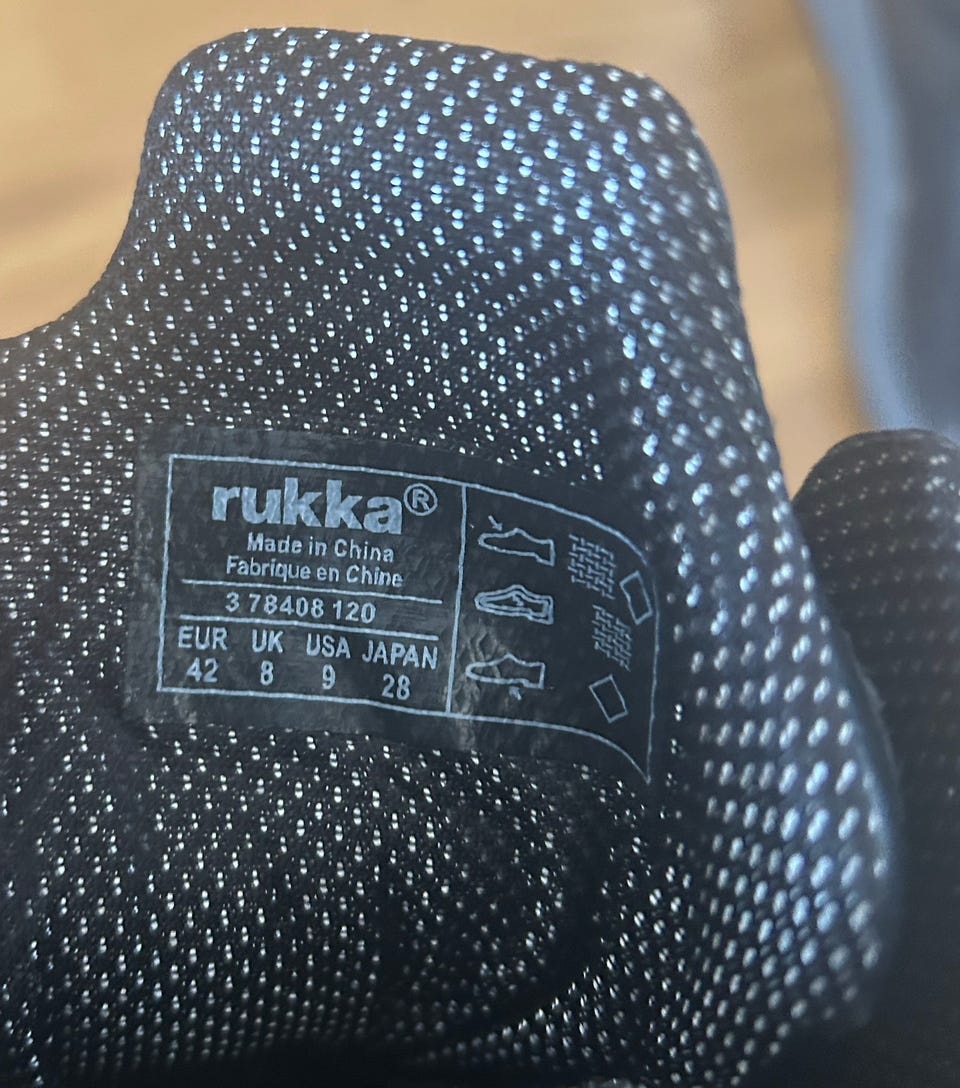 rukka®
Made in China
Fabrique en Chine
3 78408 120
EUR UK USA JAPAN
42 8 9 28